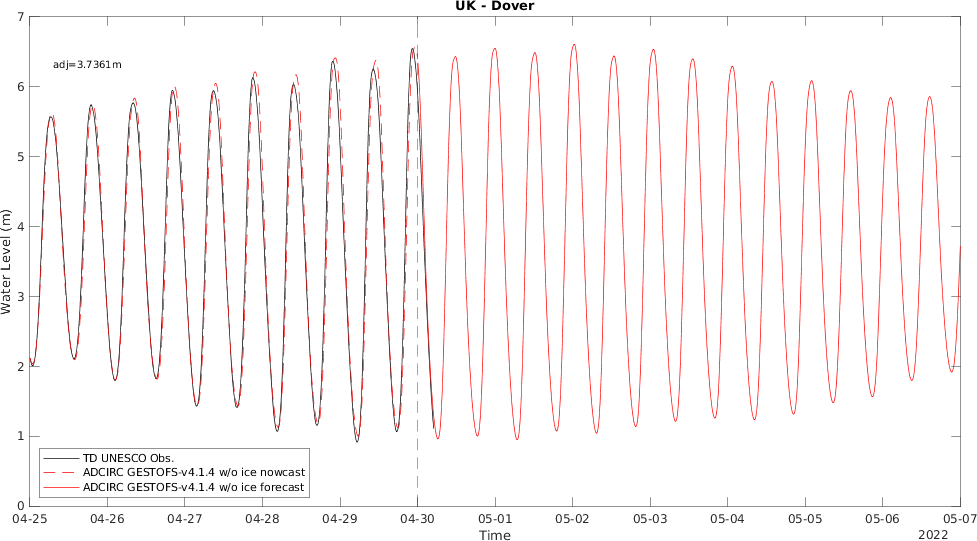 UK - Dover
7
adj=3.7361m
6
5
4
3
2
1
0
Water Level (m)
TD UNESCO Obs.
ADCIRC GESTOFS-v4.1.4 w/o ice nowcast
ADCIRC GESTOFS-v4.1.4 w/o ice forecast
04-25 04-26 04-27 04-28 04-29 04-30 05-01 05-02 05-03 05-04 05-05 05-06 05-07
Time
2022